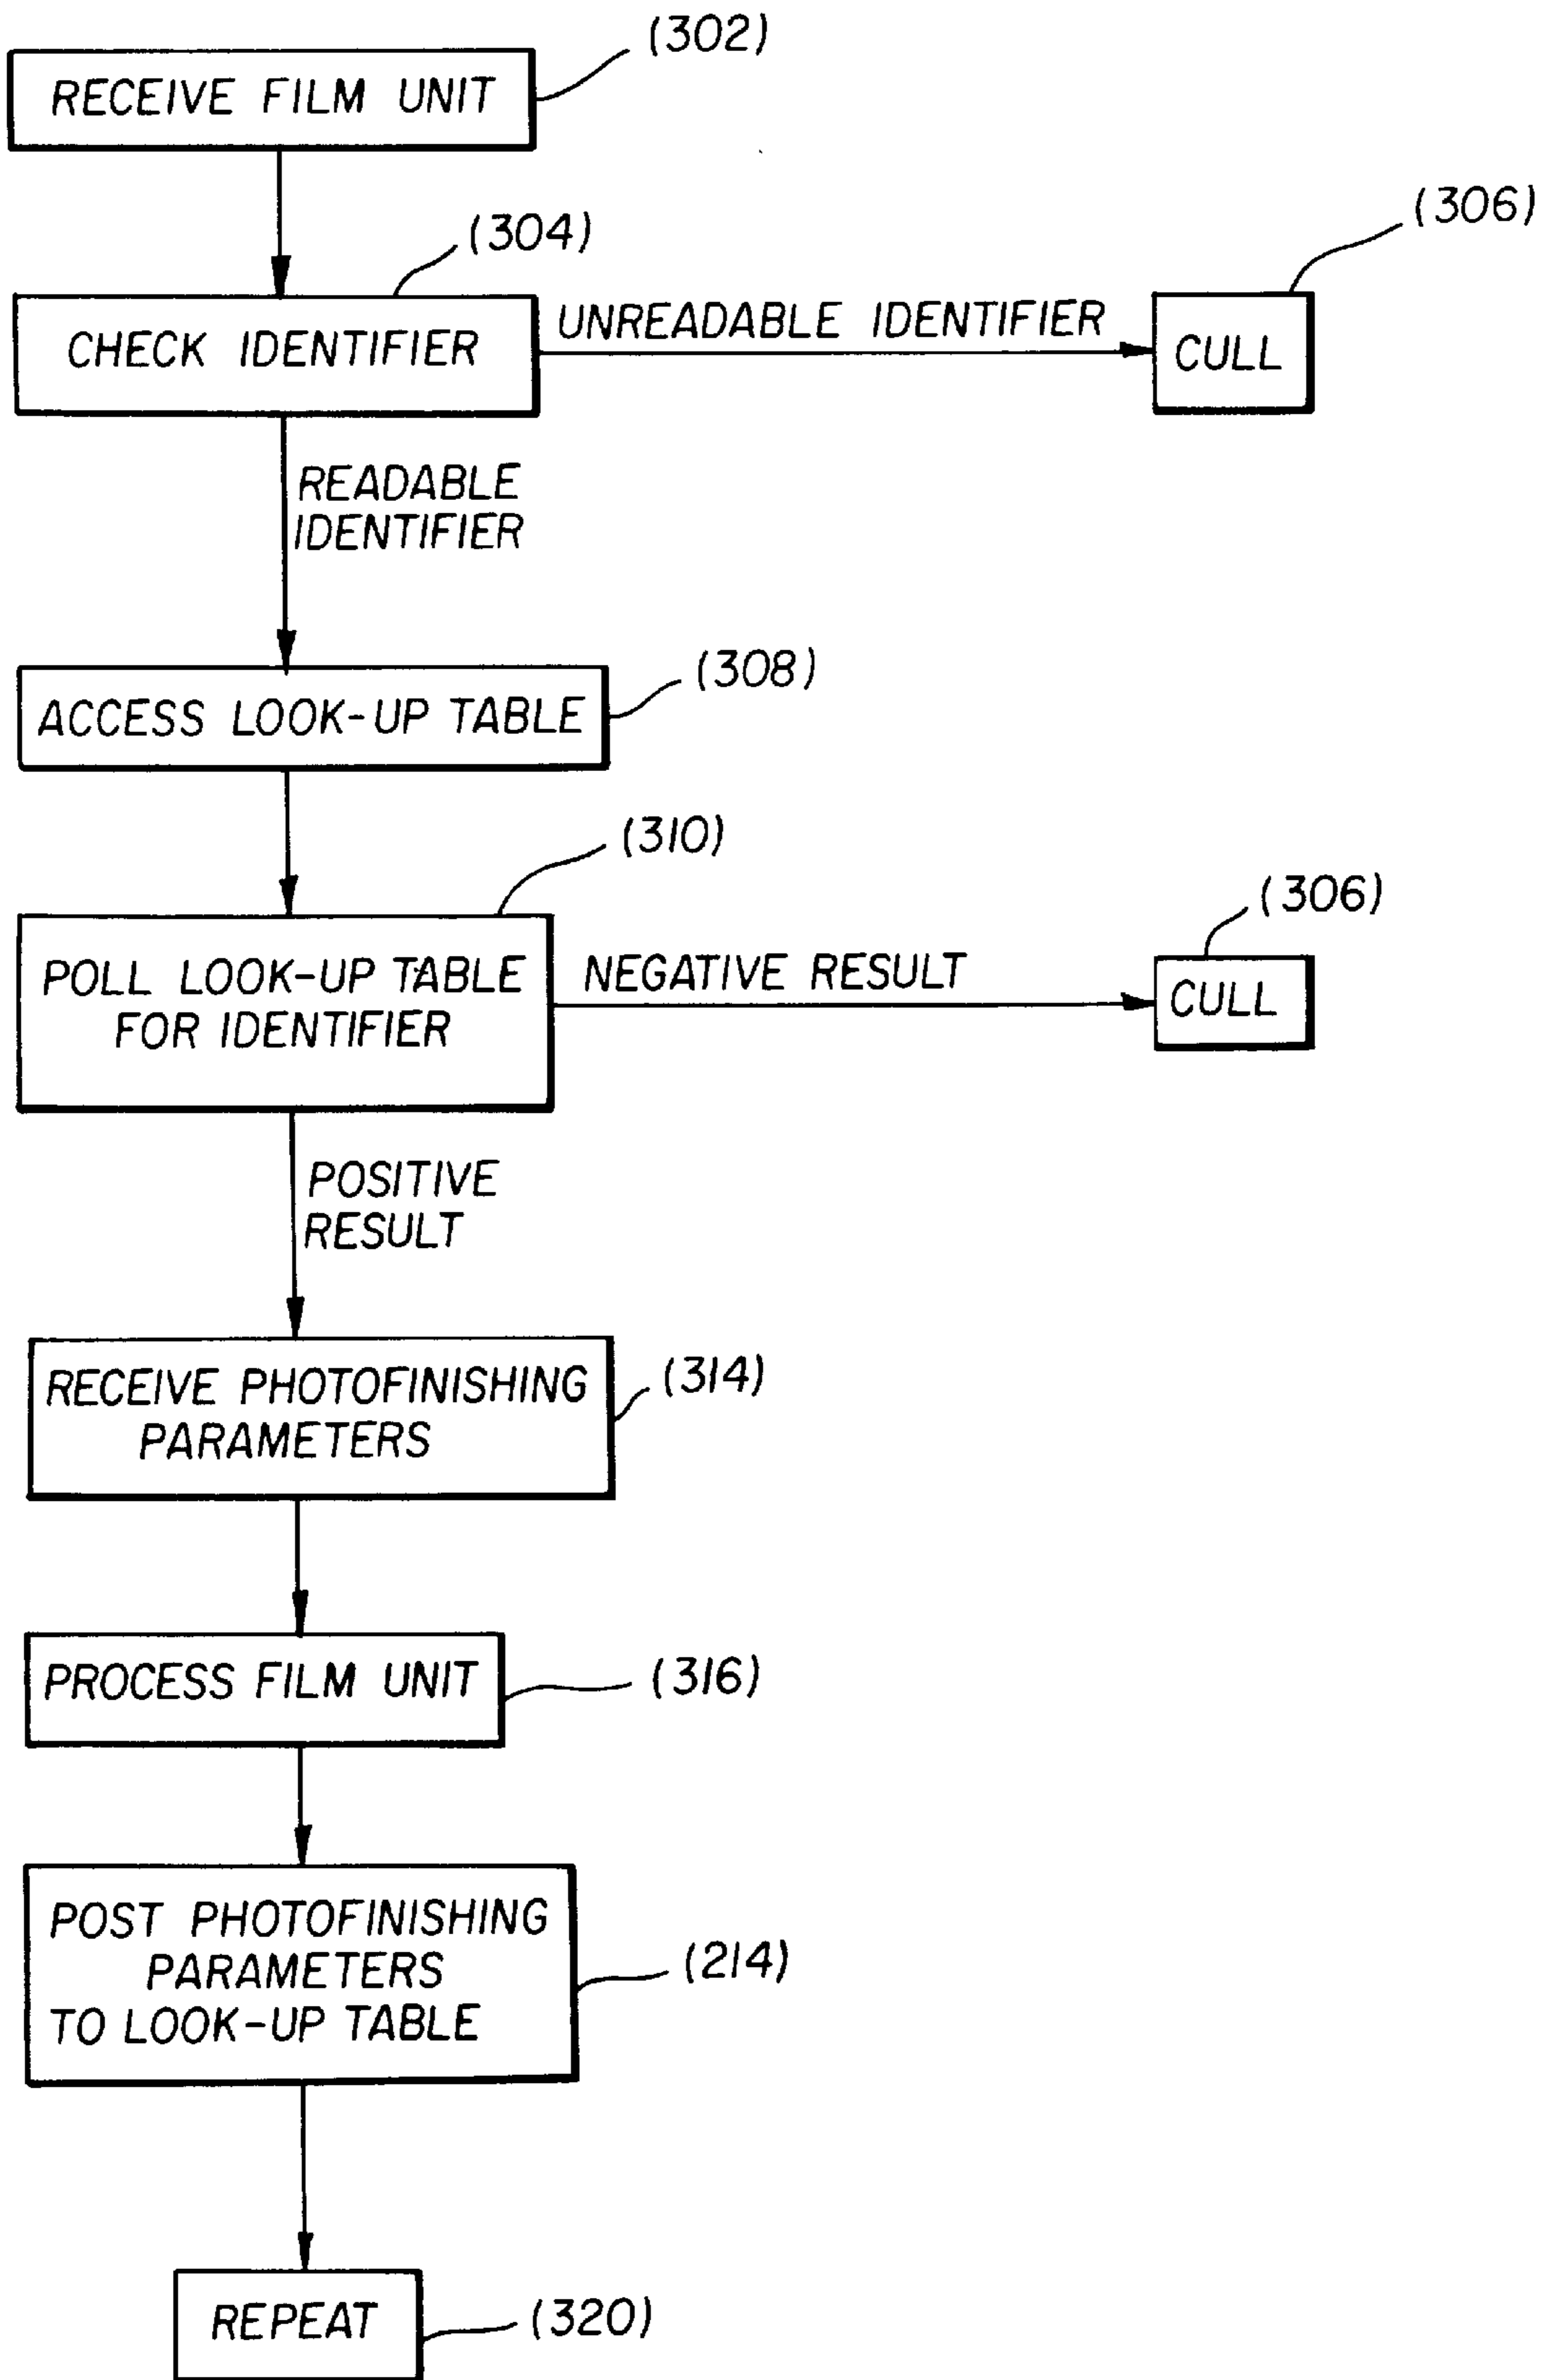 (302)
RECEIVE FILM UNIT
(304)
(306)
CHECK IDENTIFIER
UNREADABLE IDENTIFIER
CULL
READABLE
IDENTIFIER
(308)
ACCESS LOOK-UP TABLE
(310)
(306)
POLL LOOK-UP TABLE
FOR IDENTIFIER
NEGATIVE RESULT
CULL
POSITIVE
RESULT
RECEIVE PHOTOFINISHING
PARAMETERS
(314)
PROCESS FILM UNIT
(316)
POST PHOTOFINISHING
PARAMETERS
TO LOOK-UP TABLE
(214)
REPEAT
(320)